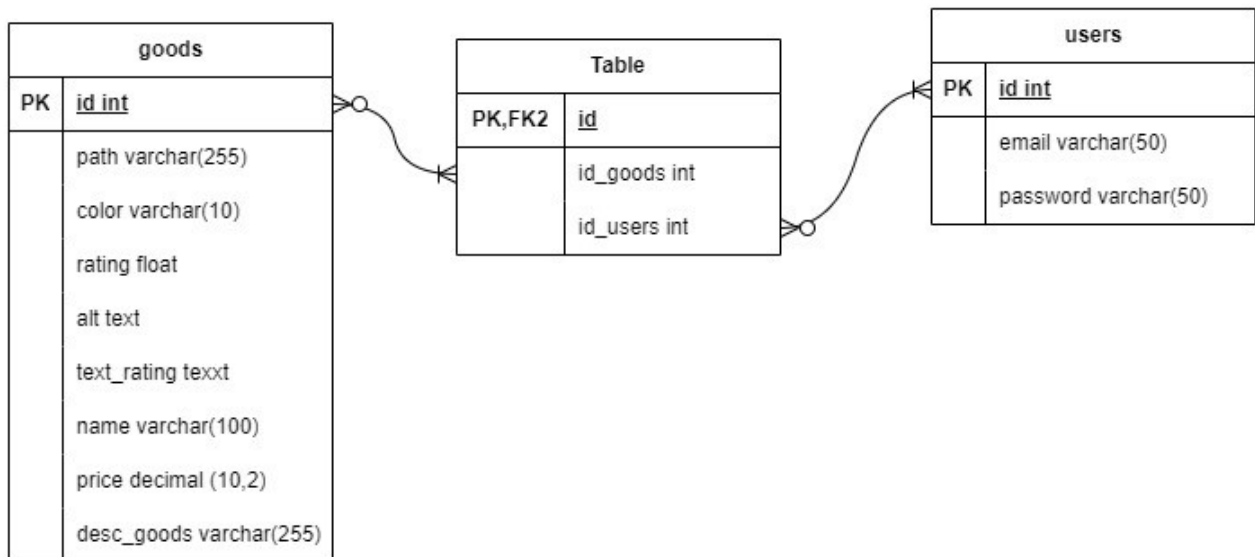 goods
PK id int
path varchar(255)
color varchar(10)
rating float
alt text
text_rating texxt
name varchar(100)
price decimal (10,2)
desc_goods varchar(255)
Table
PK,FK2 id
id_goods int
id_users int
users
PK id int
email varchar(50)
password varchar(50)